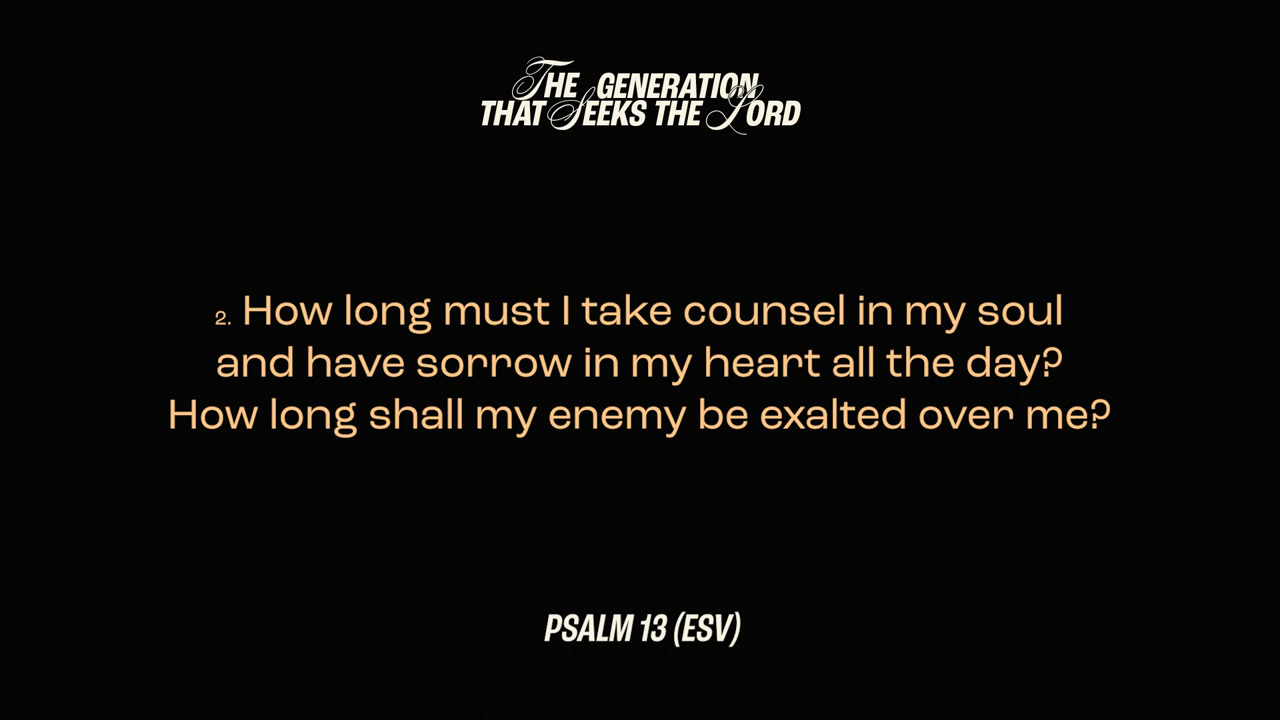 THE GENERATION
THAT SEEKS THE LORD
2. How long must I take counsel in my soul
and have sorrow in my heart all the day?
How long shall my enemy be exalted over me?
PSALM 13 (ESV)